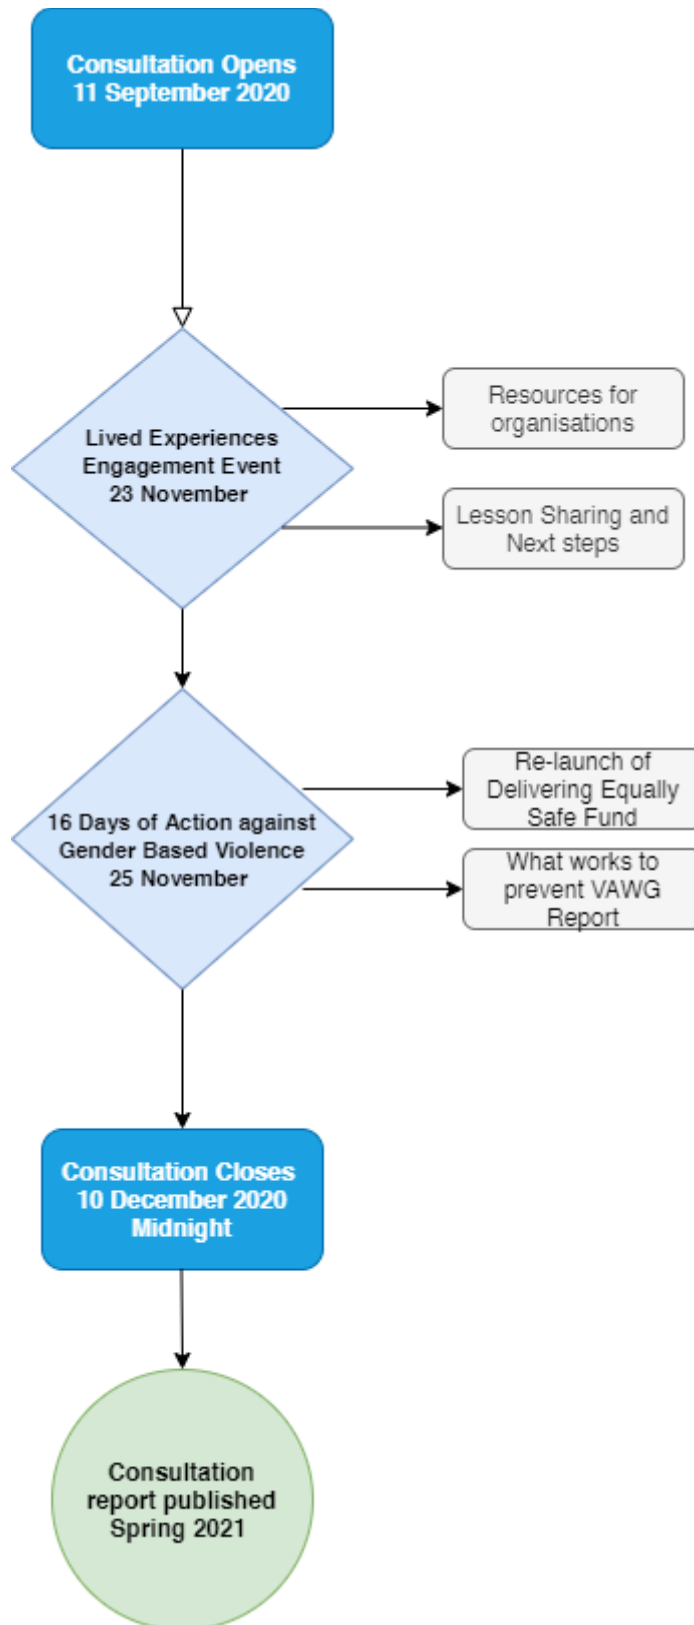 Consultation Opens
11 September 2020
Lived Experiences
Engagement Event
23 November
Resources for
organisations
Lesson Sharing and
Next steps
16 Days of Action against
Gender Based Violence
25 November
Re-launch of
Delivering Equally
Safe Fund
What works to
prevent VAWG
Report
Consultation Closes
10 December 2020
Midnight
Consultation
report published
Spring 2021